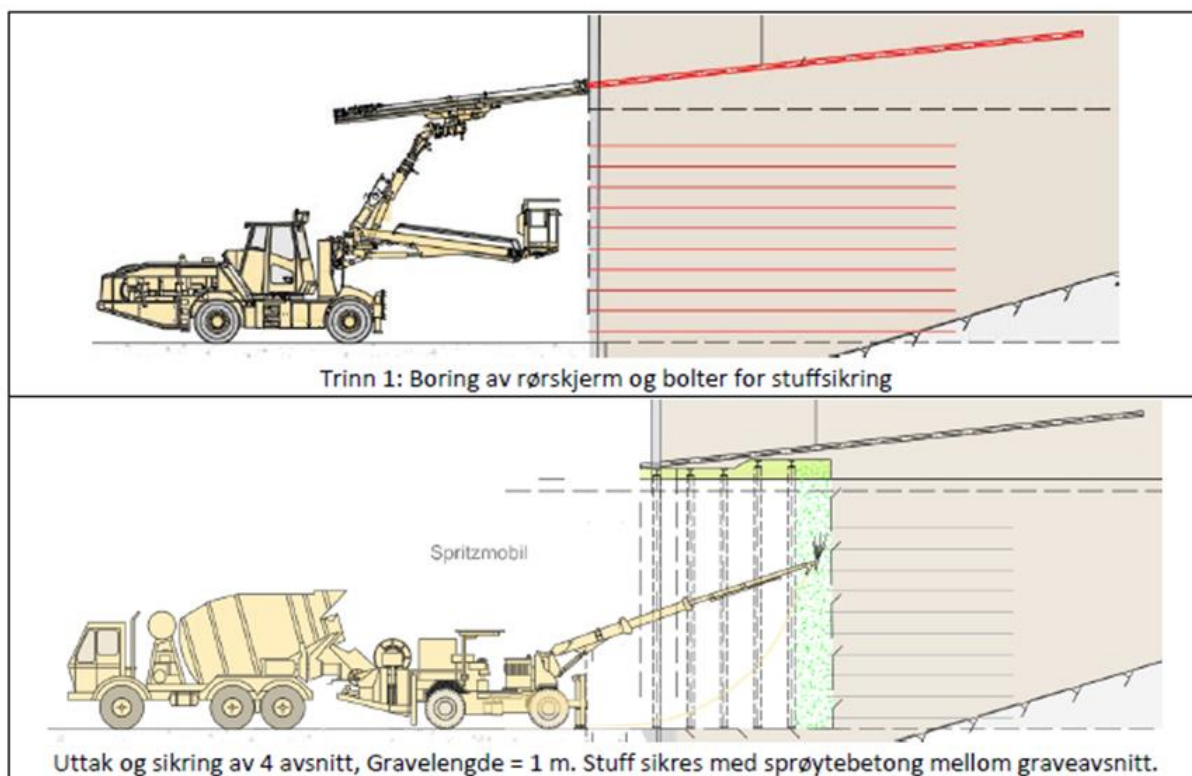 Trinn 1: Boring av rørskjerm og bolter for stuffsikring
Spritzmobil
Uttak og sikring av 4 avsnitt, Gravelengde = 1 m. Stuff sikres med sprøytebetong mellom graveavsnitt.